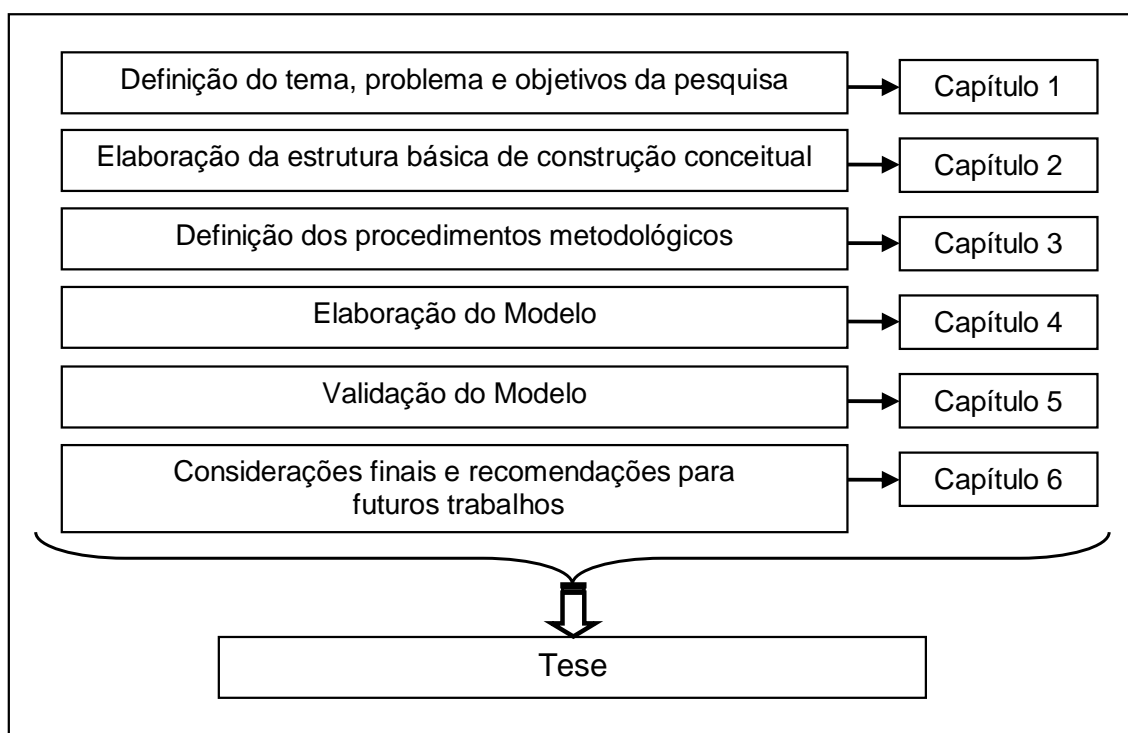 Definição do tema, problema e objetivos da pesquisa
Capítulo 1
Elaboração da estrutura básica de construção conceitual
Capítulo 2
Definição dos procedimentos metodológicos
Capítulo 3
Elaboração do Modelo
Capítulo 4
Validação do Modelo
Capítulo 5
Considerações finais e recomendações para
futuros trabalhos
Capítulo 6
Tese